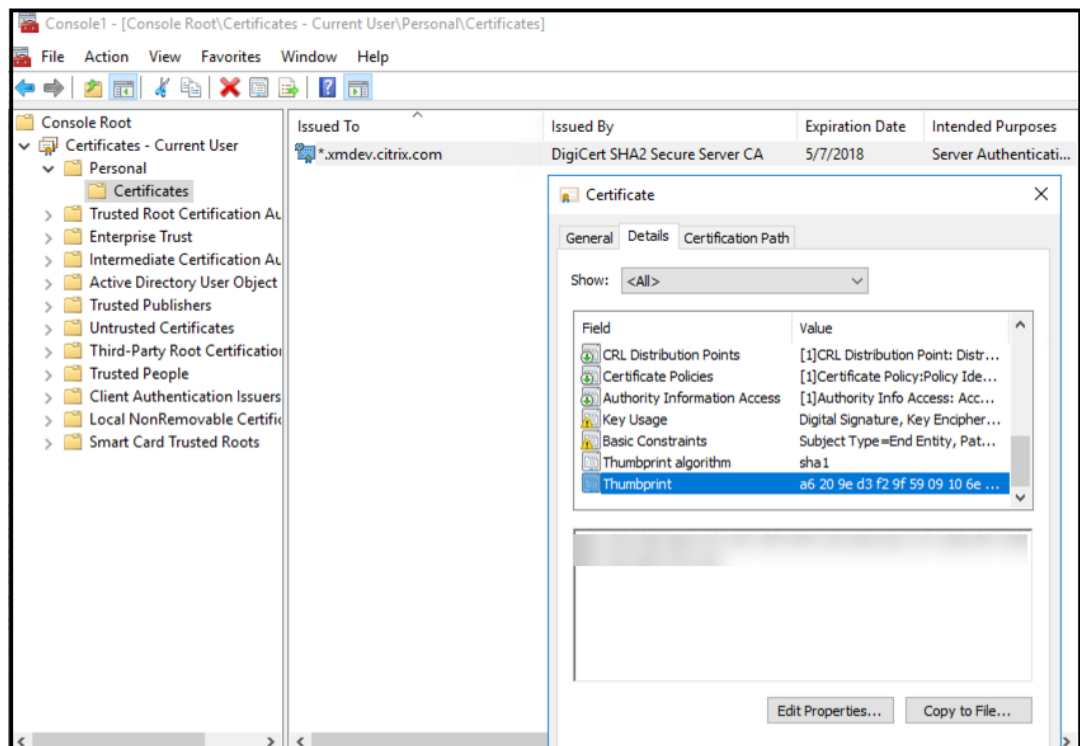 Console1 - [Console Root\Certificates - Current User\Personal\Certificates]
File Action View Favorites Window Help
Console Root
Certificates - Current User
Personal
Certificates
Trusted Root Certification Au
Enterprise Trust
Intermediate Certification Au
Active Directory User Object
Trusted Publishers
Untrusted Certificates
Third-Party Root Certification
Trusted People
Client Authentication Issuers
Local NonRemovable Certific
Smart Card Trusted Roots
Issued To Issued By Expiration Date Intended Purposes
*.xmdev.citrix.com DigiCert SHA2 Secure Server CA 5/7/2018 Server Authenticati...
Certificate
General Details Certification Path
Show: <All>
Field Value
CRL Distribution Points [1]CRL Distribution Point: Distr...
Certificate Policies [1]Certificate Policy:Policy Ide...
Authority Information Access [1]Authority Info Access: Acc...
Key Usage Digital Signature, Key Encipher...
Basic Constraints Subject Type=End Entity, Pat...
Thumbprint algorithm sha1
Thumbprint a6 20 9e d3 f2 9f 59 09 10 6e ...
Edit Properties... Copy to File...